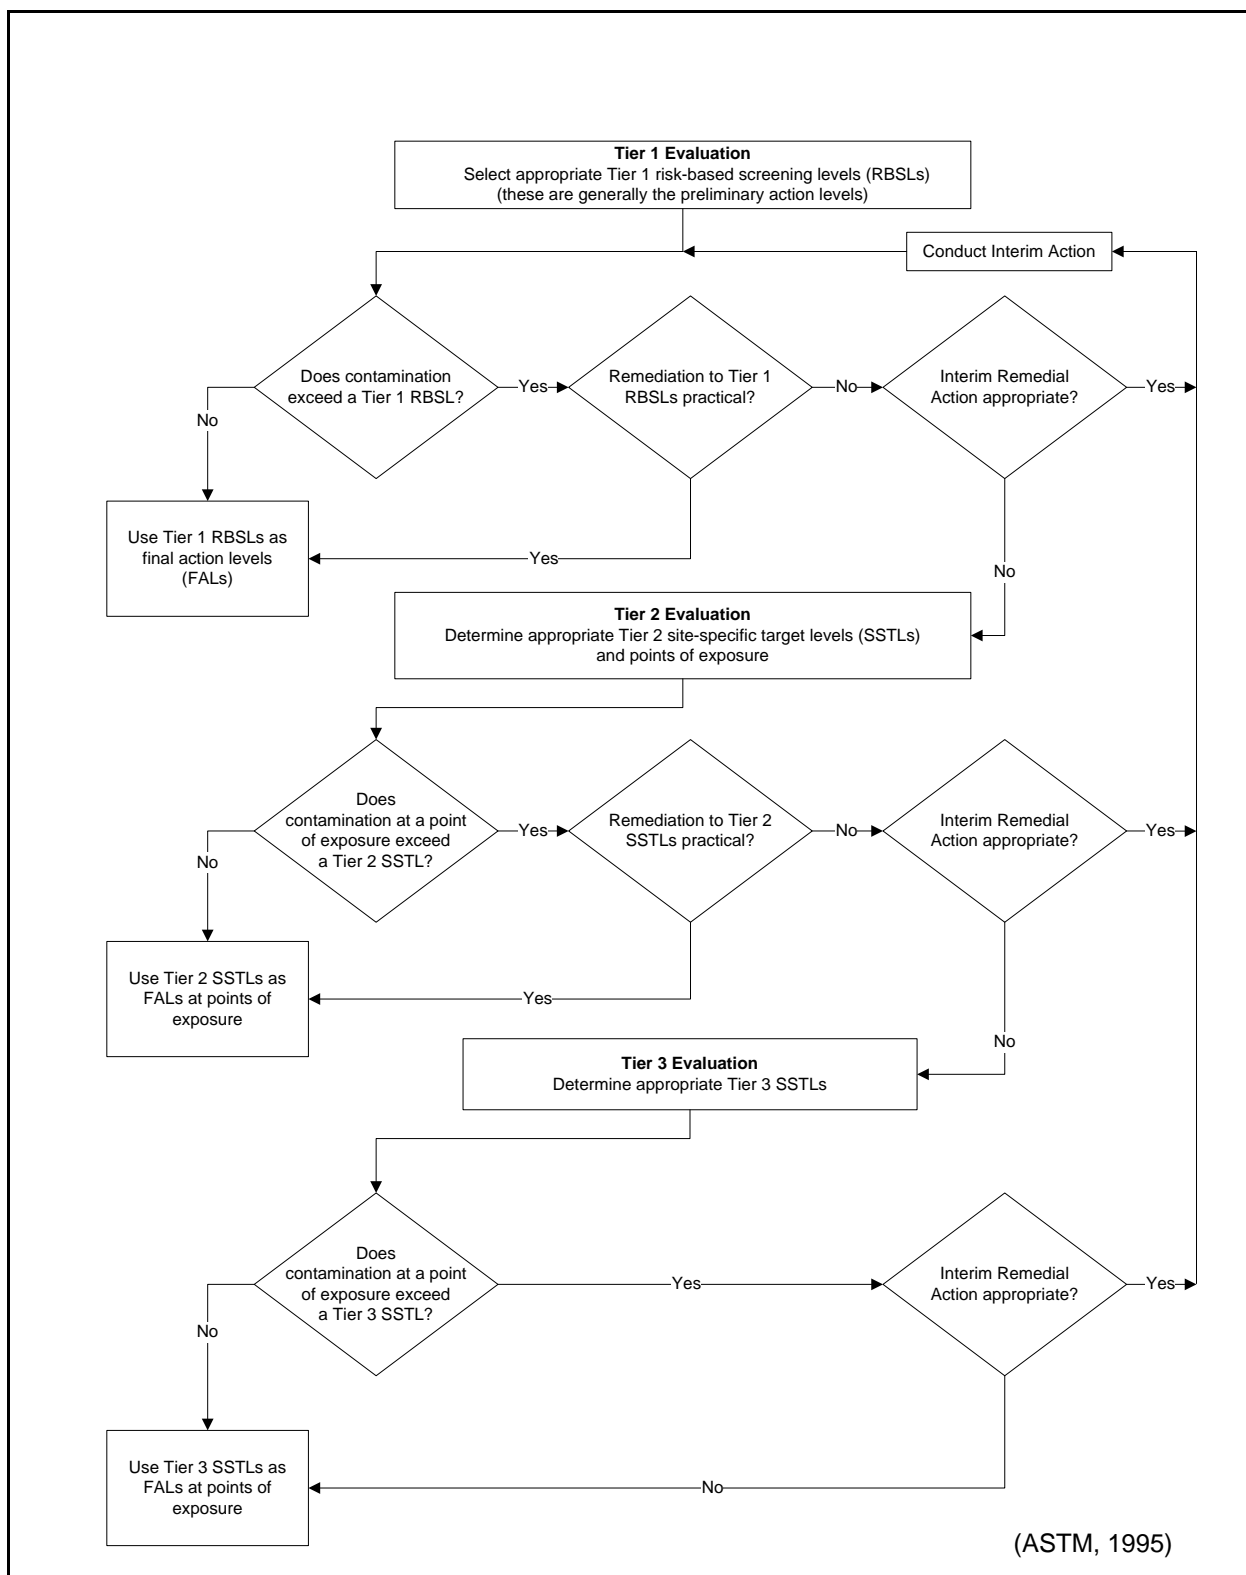 Tier 1 Evaluation
Select appropriate Tier 1 risk-based screening levels (RBSLs)
(these are generally the preliminary action levels)
Conduct Interim Action
Does contamination
exceed a Tier 1 RBSL?
Yes
Remediation to Tier 1
RBSLs practical?
No
Interim Remedial
Action appropriate?
Yes
No
Use Tier 1 RBSLs as
final action levels
(FALs)
Yes
No
Tier 2 Evaluation
Determine appropriate Tier 2 site-specific target levels (SSTLs)
and points of exposure
Does
contamination at a point
of exposure exceed
a Tier 2 SSTL?
Yes
Remediation to Tier 2
SSTLs practical?
No
Interim Remedial
Action appropriate?
Yes
No
Use Tier 2 SSTLs as
FALs at points of
exposure
Yes
No
Tier 3 Evaluation
Determine appropriate Tier 3 SSTLs
Does
contamination at a point
of exposure exceed
a Tier 3 SSTL?
Yes
Interim Remedial
Action appropriate?
Yes
No
Use Tier 3 SSTLs as
FALs at points of
exposure
No
(ASTM, 1995)